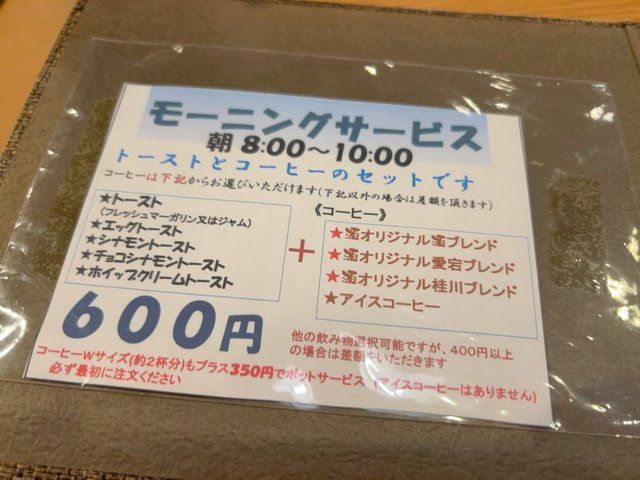 モーニングサービス
朝 8:00～10:00
トーストとコーヒーのセットです
コーヒーは下記からお選びいただけます(下記以外の場合は差額を頂きます)
★トースト
(フレッシュマーガリン又はジャム)
★エッグトースト
★シナモントースト
★チョコシナモントースト
★ホイップクリームトースト
+
《コーヒー》
★オリジナルブレンド
★オリジナル愛宕ブレンド
★オリジナル桂川ブレンド
★アイスコーヒー
600円
他の飲み物選択可能ですが、400円以上
の場合は差額をいただきます
コーヒーWサイズ(約2杯分)もプラス350円でポットサービス (アイスコーヒーはありません)
必ず最初に注文ください